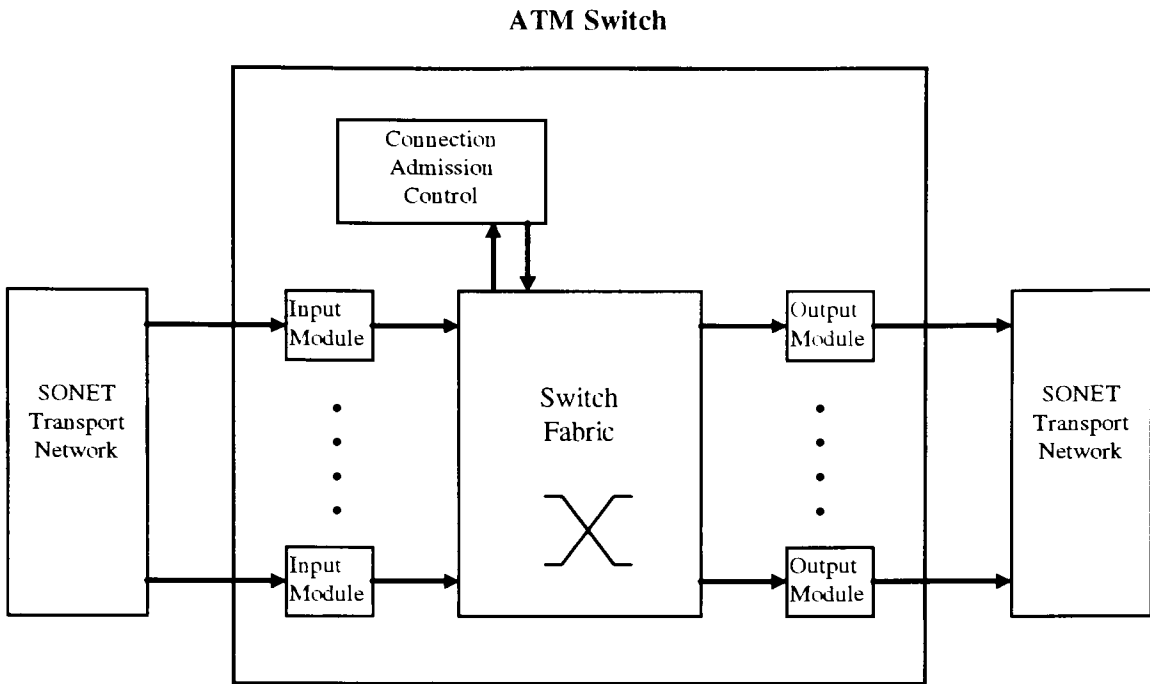 ATM Switch
Connection
Admission
Control
SONET
Transport
Network
Input
Module
Switch
Fabric
Output
Module
SONET
Transport
Network
Input
Module
Output
Module